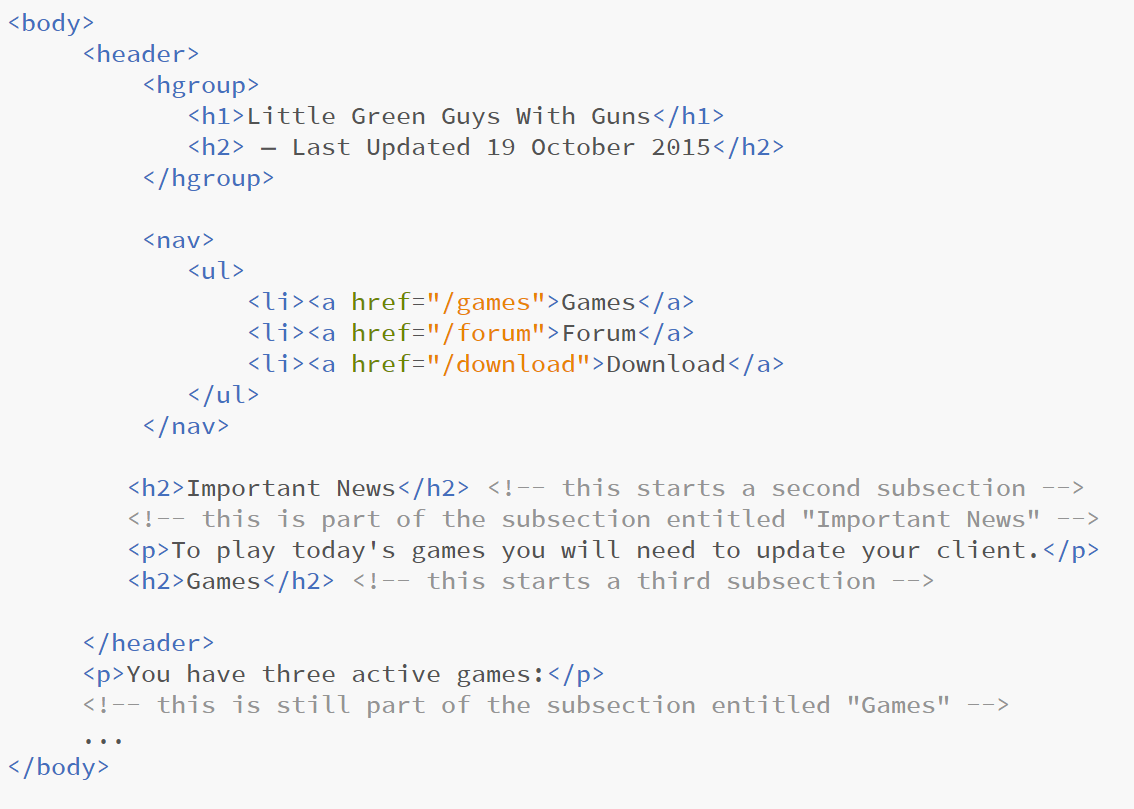 <body>
<header>
<hgroup>
<h1>Little Green Guys With Guns</h1>
<h2> — Last Updated 19 October 2015</h2>
</hgroup>
<nav>
<ul>
<li><a href="/games">Games</a>
<li><a href="/forum">Forum</a>
<li><a href="/download">Download</a>
</ul>
</nav>
<h2>Important News</h2> <!-- this starts a second subsection -->
<!-- this is part of the subsection entitled "Important News" -->
<p>To play today's games you will need to update your client.</p>
<h2>Games</h2> <!-- this starts a third subsection -->
</header>
<p>You have three active games:</p>
<!-- this is still part of the subsection entitled "Games" -->
...
</body>